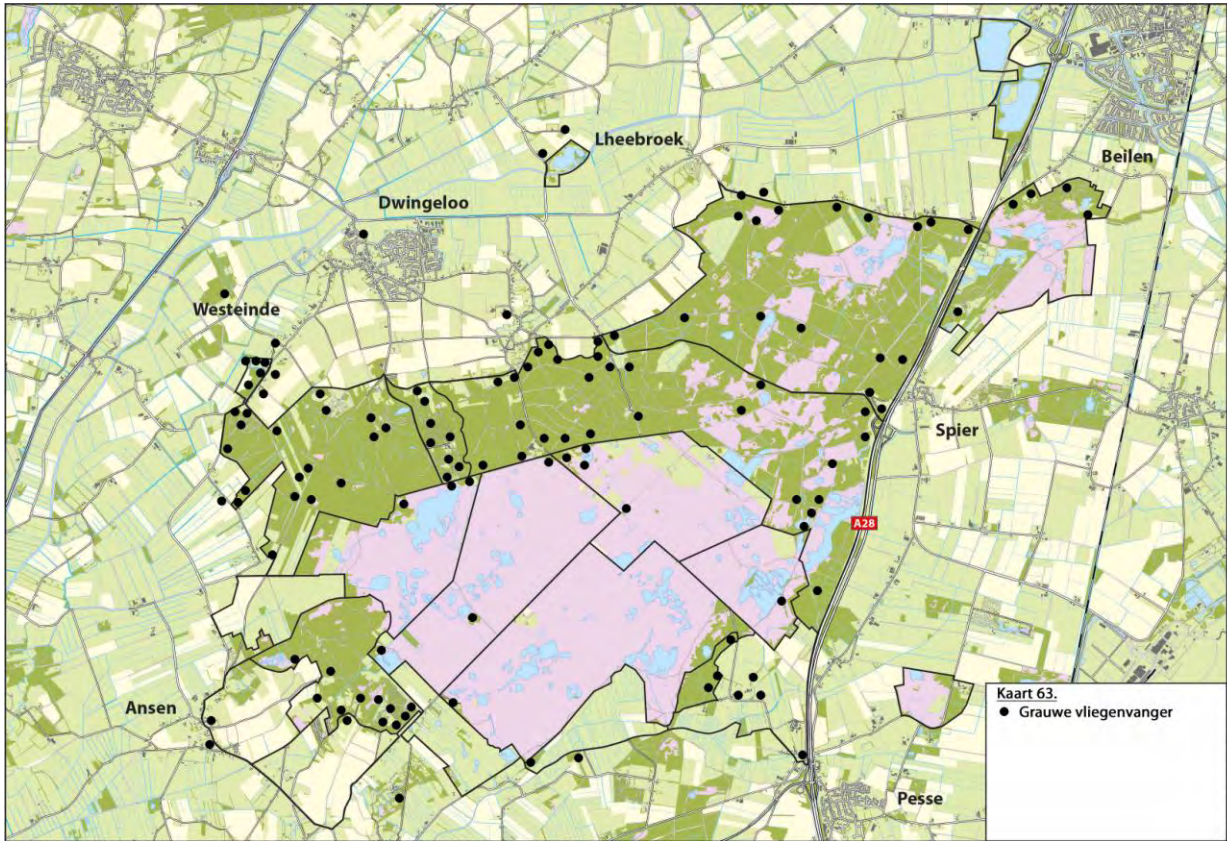 Lheebroek
Beilen
Dwingeloo
Westeinde
Spier
A28
Ansen
Pesse
Kaart 63.
Grauwe vliegenvanger